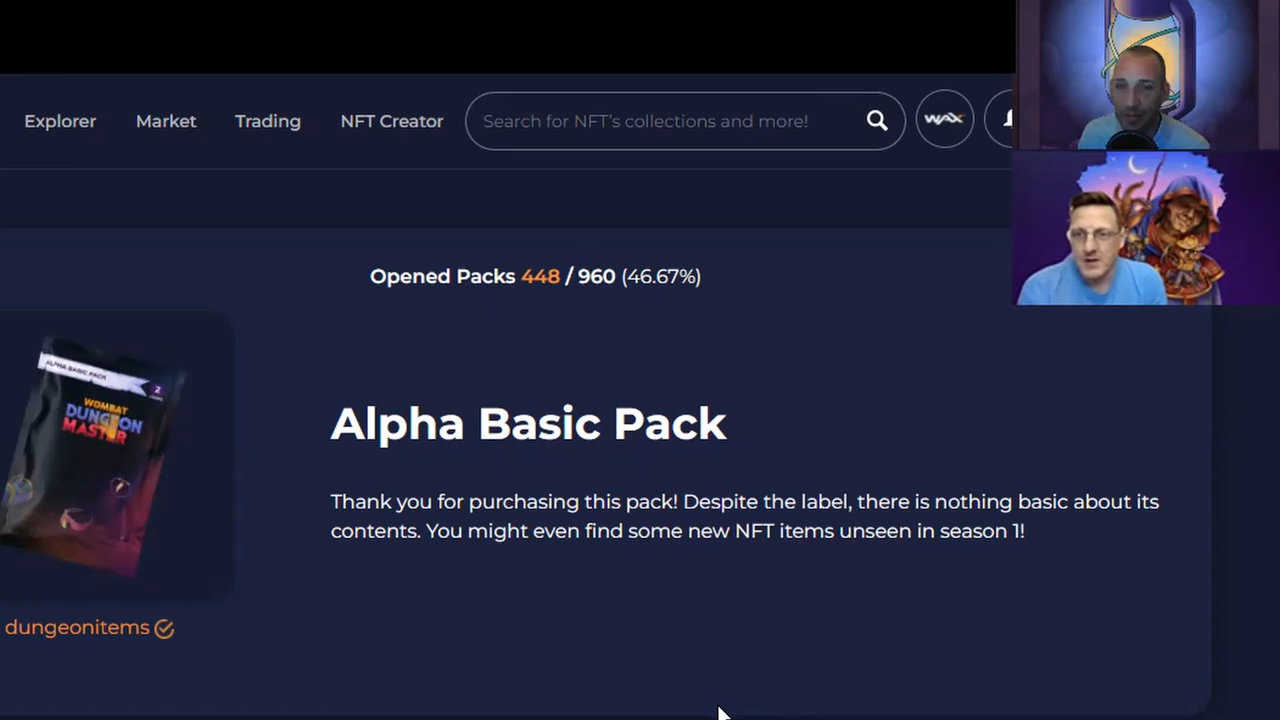 Explorer Market Trading NFT Creator Search for NFT's collections and more! WAX
Opened Packs 448 / 960 (46.67%)
ALPHA BASIC PACK
2
WOMBAT
DUNGEON
MASTER
Alpha Basic Pack
Thank you for purchasing this pack! Despite the label, there is nothing basic about its
contents. You might even find some new NFT items unseen in season 1!
dungeonitems